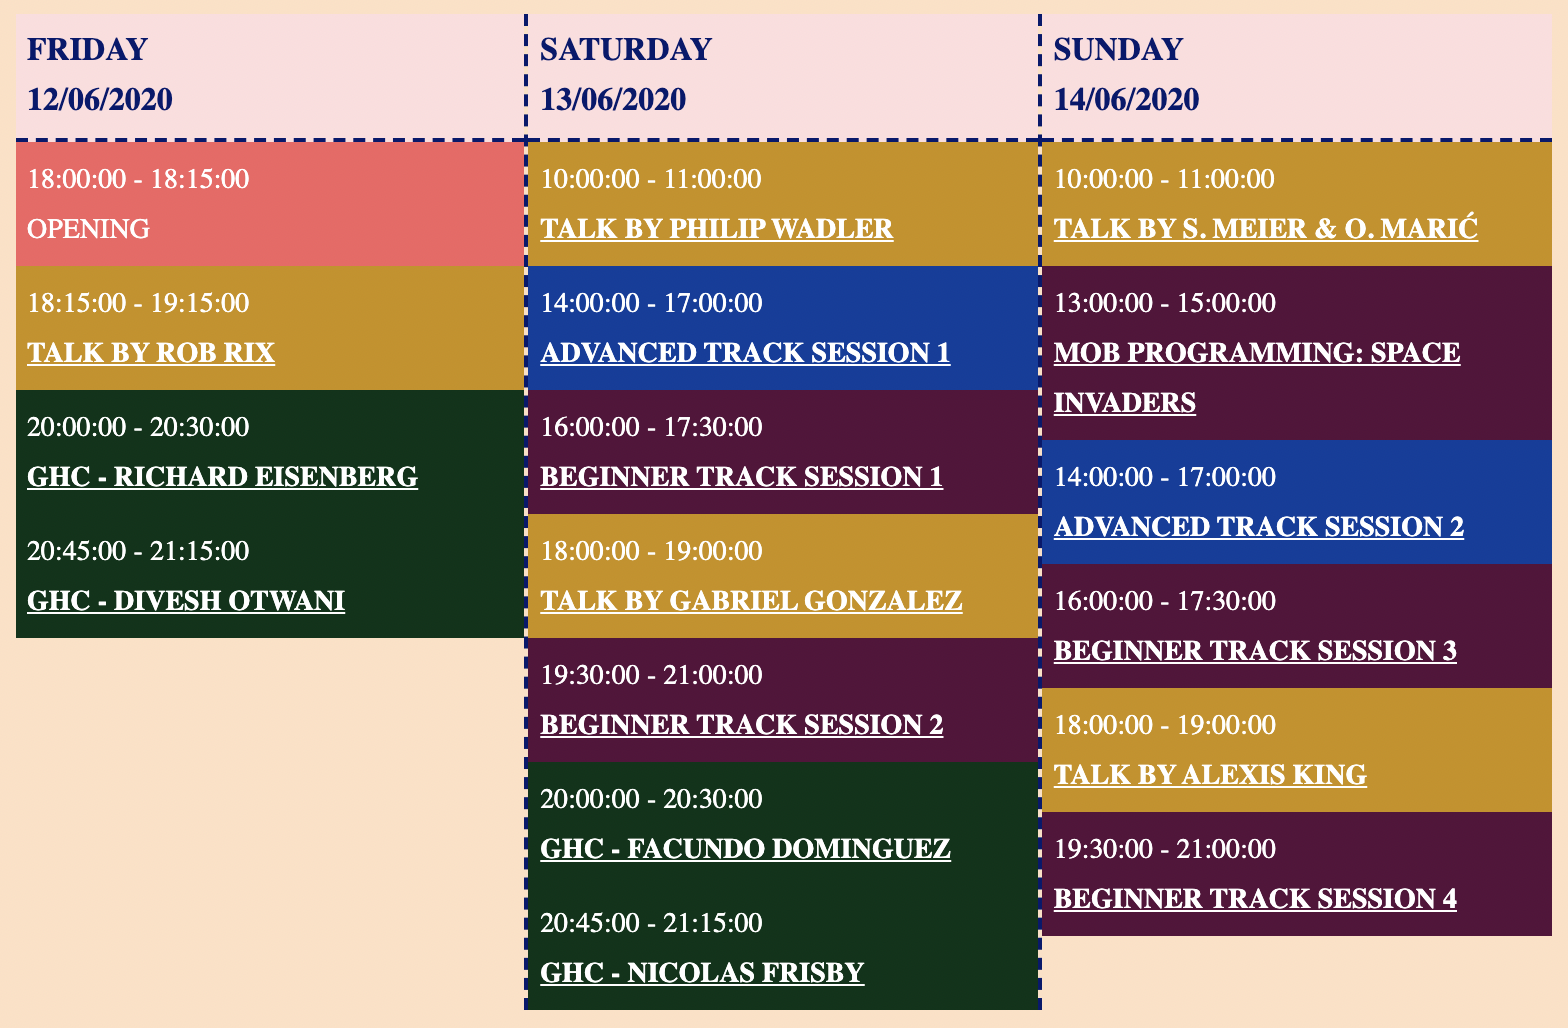 FRIDAY
12/06/2020
18:00:00 - 18:15:00
OPENING
18:15:00 - 19:15:00
TALK BY ROB RIX
20:00:00 - 20:30:00
GHC - RICHARD EISENBERG
20:45:00 - 21:15:00
GHC - DIVESH OTWANI
SATURDAY
13/06/2020
10:00:00 - 11:00:00
TALK BY PHILIP WADLER
14:00:00 - 17:00:00
ADVANCED TRACK SESSION 1
16:00:00 - 17:30:00
BEGINNER TRACK SESSION 1
18:00:00 - 19:00:00
TALK BY GABRIEL GONZALEZ
19:30:00 - 21:00:00
BEGINNER TRACK SESSION 2
20:00:00 - 20:30:00
GHC - FACUNDO DOMINGUEZ
20:45:00 - 21:15:00
GHC - NICOLAS FRISBY
SUNDAY
14/06/2020
10:00:00 - 11:00:00
TALK BY S. MEIER & O. MARIĆ
13:00:00 - 15:00:00
MOB PROGRAMMING: SPACE
INVADERS
14:00:00 - 17:00:00
ADVANCED TRACK SESSION 2
16:00:00 - 17:30:00
BEGINNER TRACK SESSION 3
18:00:00 - 19:00:00
TALK BY ALEXIS KING
19:30:00 - 21:00:00
BEGINNER TRACK SESSION 4